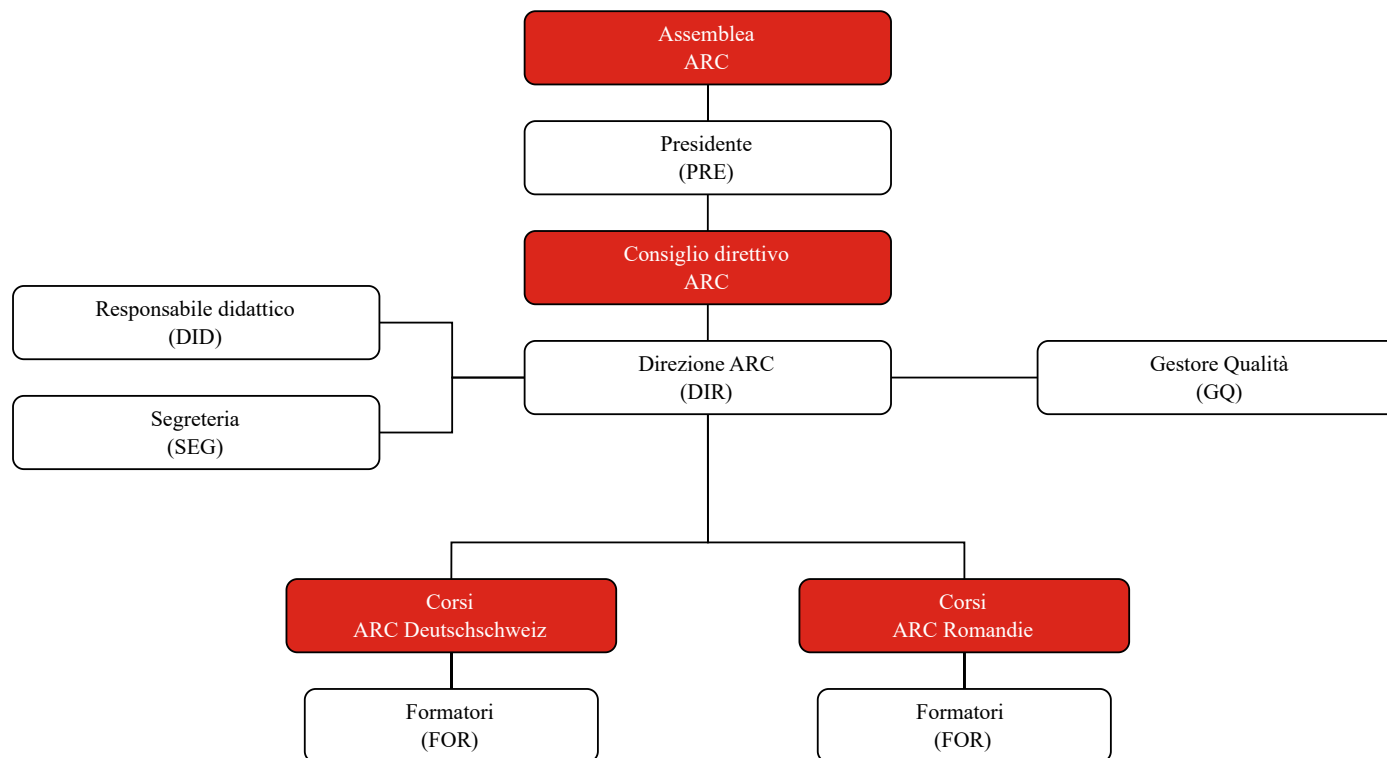 Assemblea
ARC
Presidente
(PRE)
Consiglio direttivo
ARC
Responsabile didattico
(DID)
Direzione ARC
(DIR)
Gestore Qualità
(GQ)
Segreteria
(SEG)
Corsi
ARC Deutschschweiz
Corsi
ARC Romandie
Formatori
(FOR)
Formatori
(FOR)